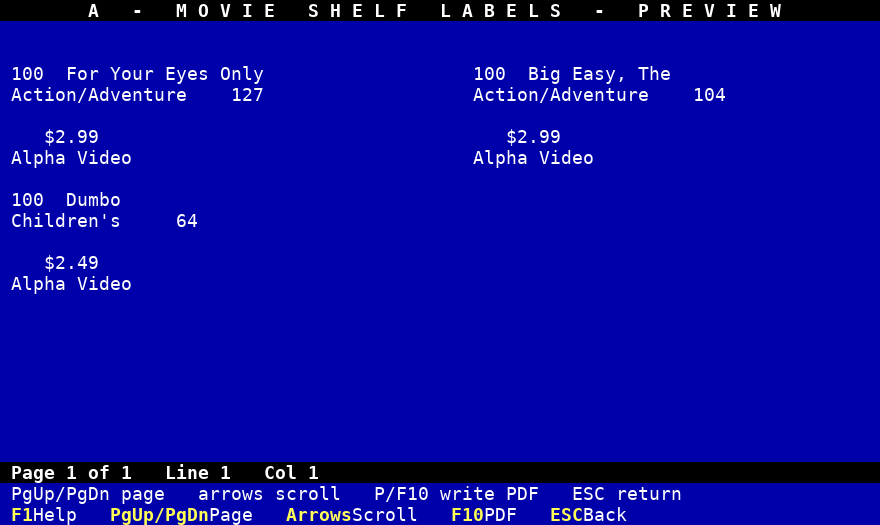 A - MOVIE SHELF LABELS - PREVIEW
100  For Your Eyes Only                   100  Big Easy, The
Action/Adventure    127                   Action/Adventure    104
   $2.99                                     $2.99
Alpha Video                               Alpha Video
100  Dumbo
Children's     64
   $2.49
Alpha Video
Page 1 of 1   Line 1   Col 1
PgUp/PgDn page   arrows scroll   P/F10 write PDF   ESC return
F1Help   PgUp/PgDnPage   ArrowsScroll   F10PDF   ESCBack